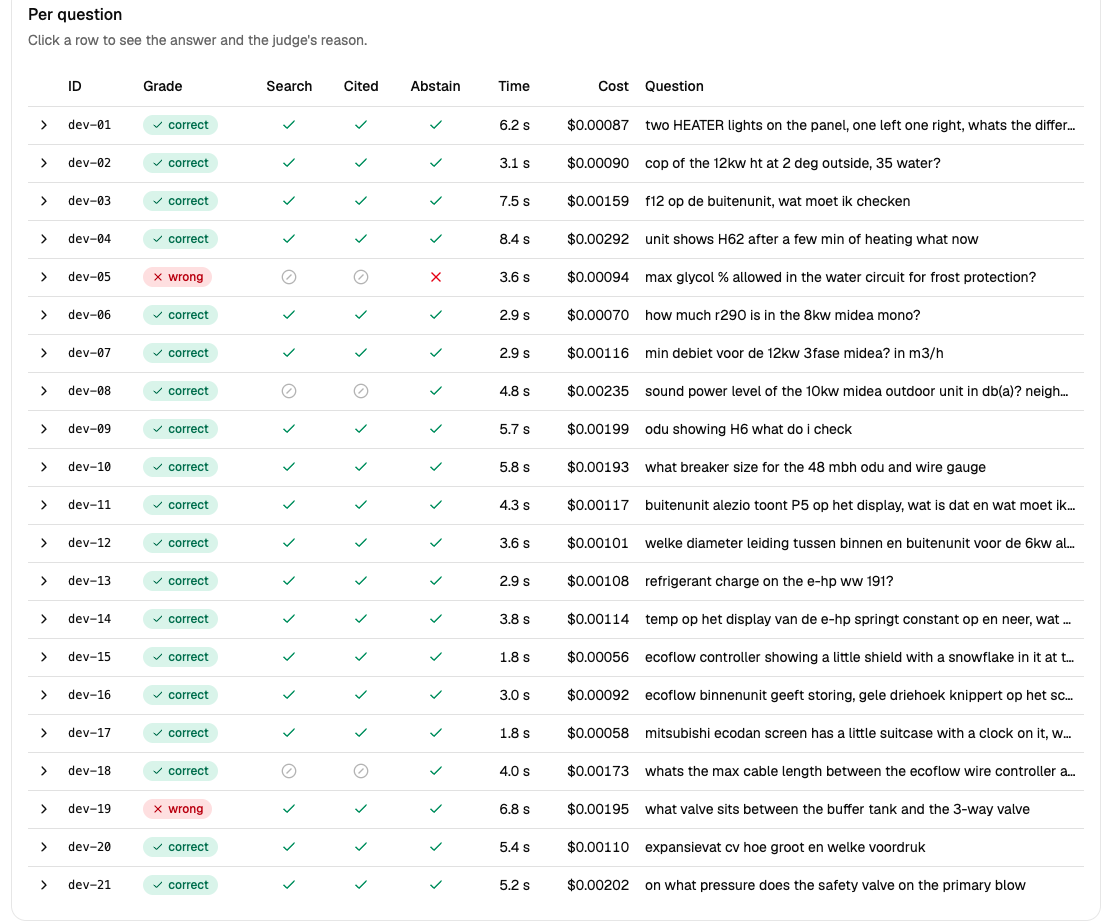 Per question
Click a row to see the answer and the judge's reason.
ID Grade Search Cited Abstain Time Cost Question
dev-01 correct 6.2 s $0.00087 two HEATER lights on the panel, one left one right, whats the differ...
dev-02 correct 3.1 s $0.00090 cop of the 12kw ht at 2 deg outside, 35 water?
dev-03 correct 7.5 s $0.00159 f12 op de buitenunit, wat moet ik checken
dev-04 correct 8.4 s $0.00292 unit shows H62 after a few min of heating what now
dev-05 wrong 3.6 s $0.00094 max glycol % allowed in the water circuit for frost protection?
dev-06 correct 2.9 s $0.00070 how much r290 is in the 8kw midea mono?
dev-07 correct 2.9 s $0.00116 min debiet voor de 12kw 3fase midea? in m3/h
dev-08 correct 4.8 s $0.00235 sound power level of the 10kw midea outdoor unit in db(a)? neigh...
dev-09 correct 5.7 s $0.00199 odu showing H6 what do i check
dev-10 correct 5.8 s $0.00193 what breaker size for the 48 mbh odu and wire gauge
dev-11 correct 4.3 s $0.00117 buitenunit alezio toont P5 op het display, wat is dat en wat moet ik...
dev-12 correct 3.6 s $0.00101 welke diameter leiding tussen binnen en buitenunit voor de 6kw al...
dev-13 correct 2.9 s $0.00108 refrigerant charge on the e-hp ww 191?
dev-14 correct 3.8 s $0.00114 temp op het display van de e-hp springt constant op en neer, wat ...
dev-15 correct 1.8 s $0.00056 ecoflow controller showing a little shield with a snowflake in it at t...
dev-16 correct 3.0 s $0.00092 ecoflow binnenunit geeft storing, gele driehoek knippert op het sc...
dev-17 correct 1.8 s $0.00058 mitsubishi ecodan screen has a little suitcase with a clock on it, w...
dev-18 correct 4.0 s $0.00173 whats the max cable length between the ecoflow wire controller a...
dev-19 wrong 6.8 s $0.00195 what valve sits between the buffer tank and the 3-way valve
dev-20 correct 5.4 s $0.00110 expansievat cv hoe groot en welke voordruk
dev-21 correct 5.2 s $0.00202 on what pressure does the safety valve on the primary blow